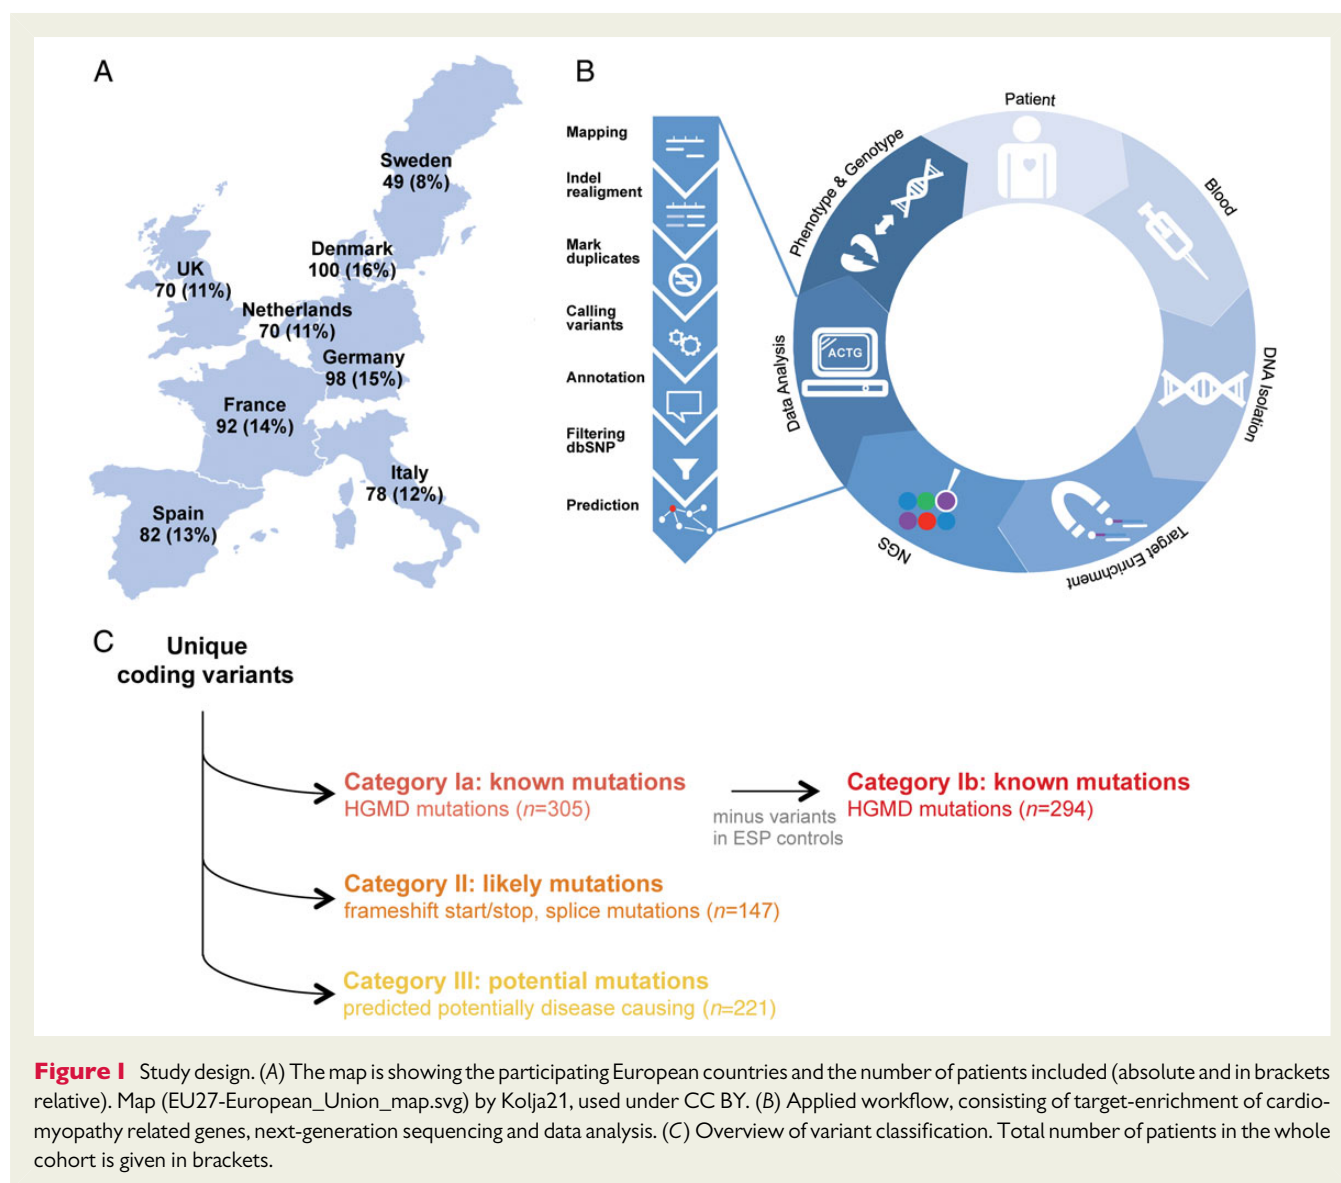 A
Sweden
49 (8%)
Denmark
100 (16%)
UK
70 (11%)
Netherlands
70 (11%)
Germany
98 (15%)
France
92 (14%)
Italy
78 (12%)
Spain
82 (13%)
B
Mapping
Indel
realigment
Mark
duplicates
Calling
variants
Annotation
Filtering
dbSNP
Prediction
Patient
Blood
DNA Isolation
Target Enrichment
NGS
Data Analysis
ACTG
Phenotype & Genotype
C
Unique
coding variants
Category Ia: known mutations
HGMD mutations (n=305)
minus variants
in ESP controls
Category Ib: known mutations
HGMD mutations (n=294)
Category II: likely mutations
frameshift start/stop, splice mutations (n=147)
Category III: potential mutations
predicted potentially disease causing (n=221)
Figure 1 Study design. (A) The map is showing the participating European countries and the number of patients included (absolute and in brackets
relative). Map (EU27-European_Union_map.svg) by Kolja21, used under CC BY. (B) Applied workflow, consisting of target-enrichment of cardio-
myopathy related genes, next-generation sequencing and data analysis. (C) Overview of variant classification. Total number of patients in the whole
cohort is given in brackets.